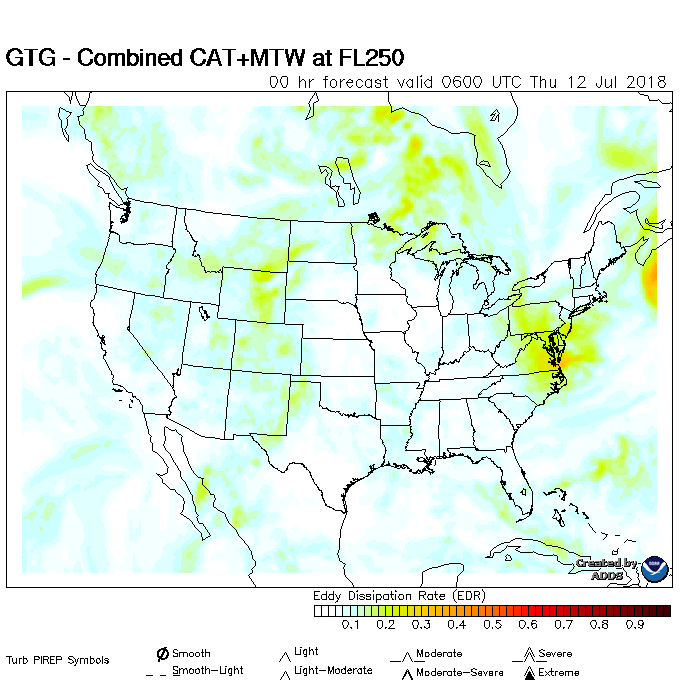 GTG - Combined CAT+MTW at FL250
00 hr forecast valid 0600 UTC Thu 12 Jul 2018
Created by
ADDS
Eddy Dissipation Rate (EDR)
0.1 0.2 0.3 0.4 0.5 0.6 0.7 0.8 0.9
Turb PIREP Symbols
Smooth Light Moderate Severe
Smooth-Light Light-Moderate Moderate-Severe Extreme